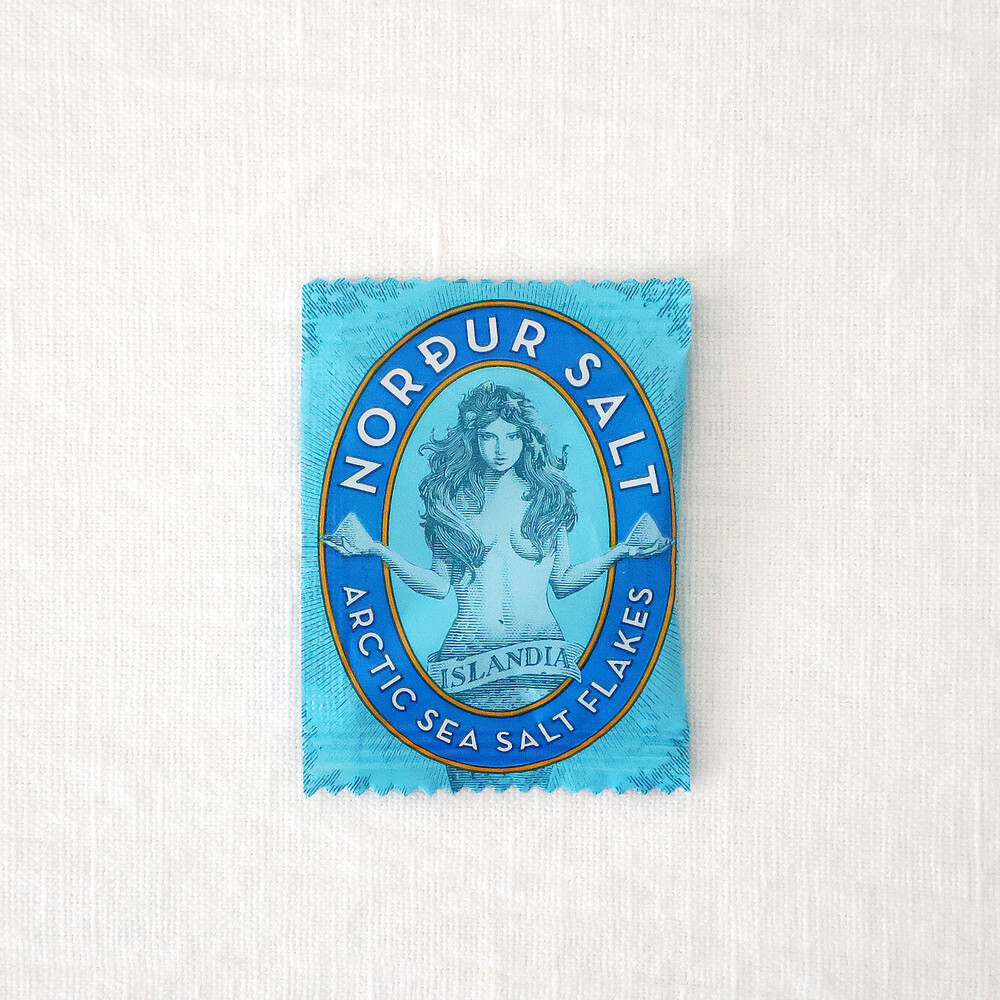 NORÐUR SALT
ISLANDIA
ARCTIC SEA SALT FLAKES